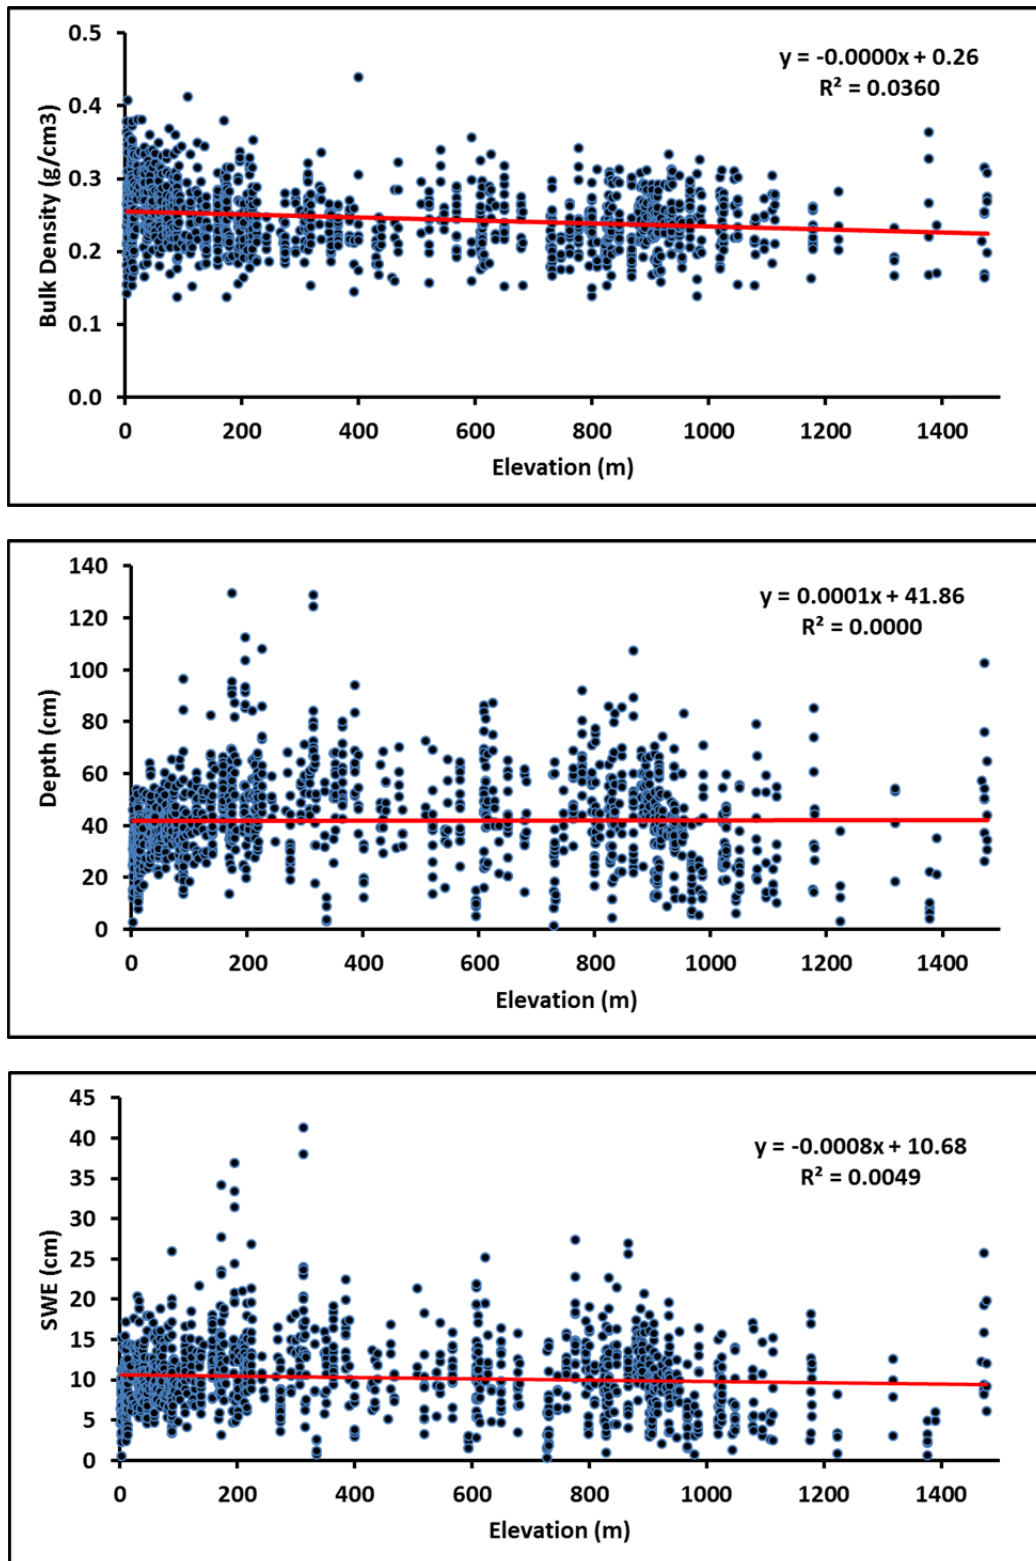 0.5
0.4
0.3
0.2
0.1
0.0
Bulk Density (g/cm3)
y = -0.0000x + 0.26
R² = 0.0360
0 200 400 600 800 1000 1200 1400
Elevation (m)
140
120
100
80
60
40
20
0
Depth (cm)
y = 0.0001x + 41.86
R² = 0.0000
0 200 400 600 800 1000 1200 1400
Elevation (m)
45
40
35
30
25
20
15
10
5
0
SWE (cm)
y = -0.0008x + 10.68
R² = 0.0049
0 200 400 600 800 1000 1200 1400
Elevation (m)